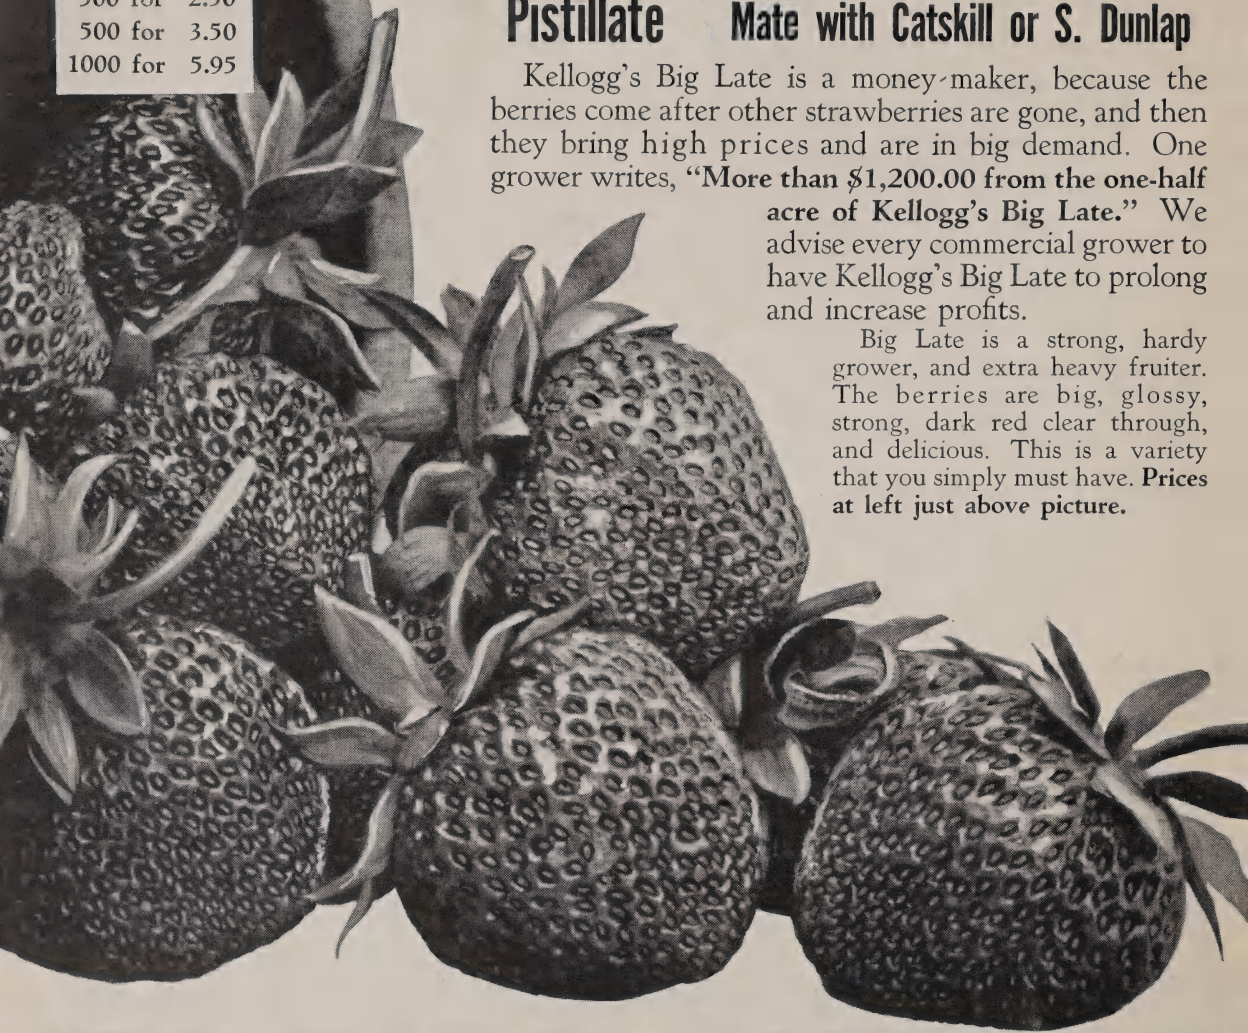 500 for 3.50
1000 for 5.95
Pistillate Mate with Catskill or S. Dunlap
Kellogg's Big Late is a money-maker, because the
berries come after other strawberries are gone, and then
they bring high prices and are in big demand. One
grower writes, “More than $1,200.00 from the one-half
acre of Kellogg's Big Late.” We
advise every commercial grower to
have Kellogg's Big Late to prolong
and increase profits.
Big Late is a strong, hardy
grower, and extra heavy fruiter.
The berries are big, glossy,
strong, dark red clear through,
and delicious. This is a variety
that you simply must have. Prices
at left just above picture.